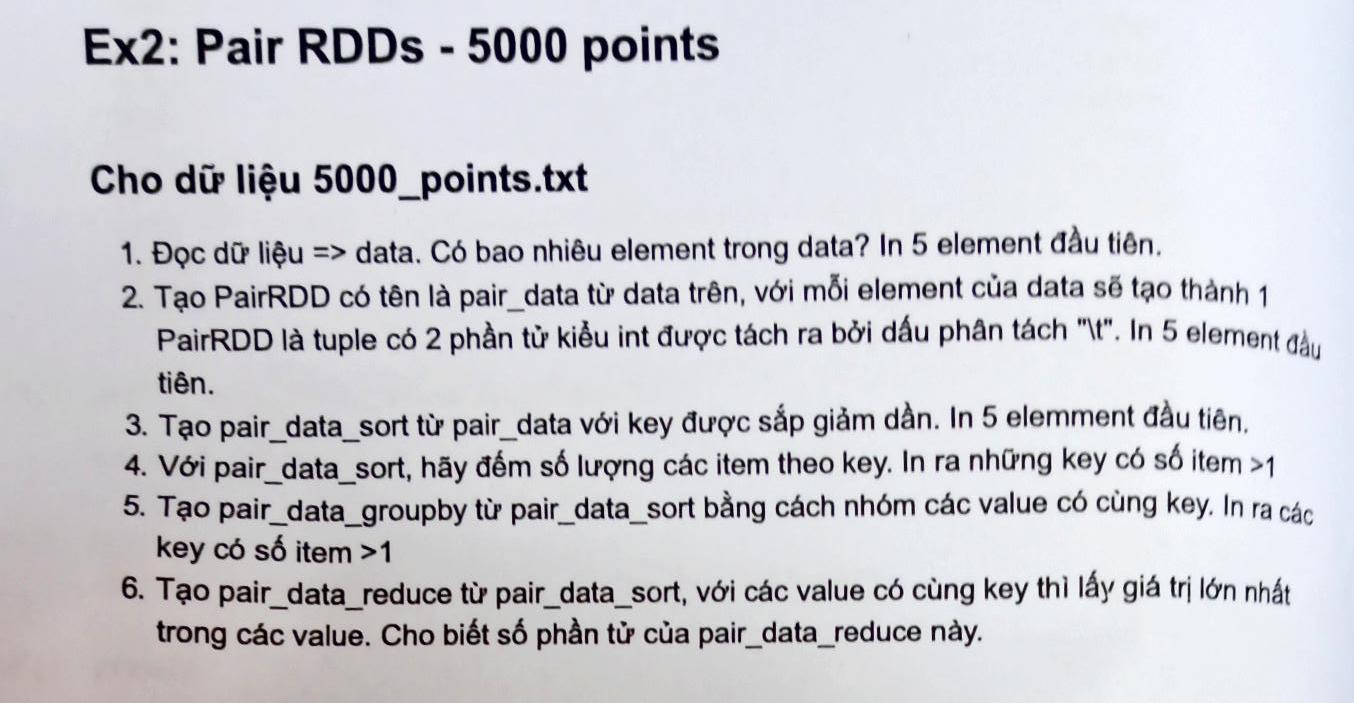 Ex2: Pair RDDs - 5000 points
Cho dữ liệu 5000_points.txt
1. Đọc dữ liệu => data. Có bao nhiêu element trong data? In 5 element đầu tiên.
2. Tạo PairRDD có tên là pair_data từ data trên, với mỗi element của data sẽ tạo thành 1
PairRDD là tuple có 2 phần tử kiểu int được tách ra bởi dấu phân tách "\t". In 5 element đầu
tiên.
3. Tạo pair_data_sort từ pair_data với key được sắp giảm dần. In 5 elemment đầu tiên.
4. Với pair_data_sort, hãy đếm số lượng các item theo key. In ra những key có số item >1
5. Tạo pair_data_groupby từ pair_data_sort bằng cách nhóm các value có cùng key. In ra các
key có số item >1
6. Tạo pair_data_reduce từ pair_data_sort, với các value có cùng key thì lấy giá trị lớn nhất
trong các value. Cho biết số phần tử của pair_data_reduce này.